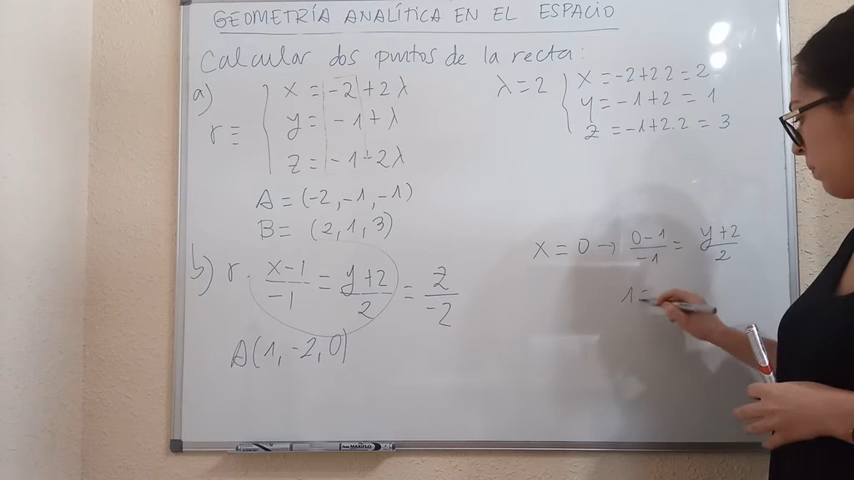 GEOMETRÍA ANALÍTICA EN EL ESPACIO
Calcular dos puntos de la recta:
a)
r ≡
x = -2 + 2λ
y = -1 + λ
z = -1 + 2λ
A = (-2, -1, -1)
B = (2, 1, 3)
λ = 2
x = -2+2.2 = 2
y = -1+2 = 1
z = -1+2.2 = 3
b) r. x-1/-1 = y+2/2 = z/-2
A(1, -2, 0)
x = 0 → 0-1/-1 = y+2/2
1 =